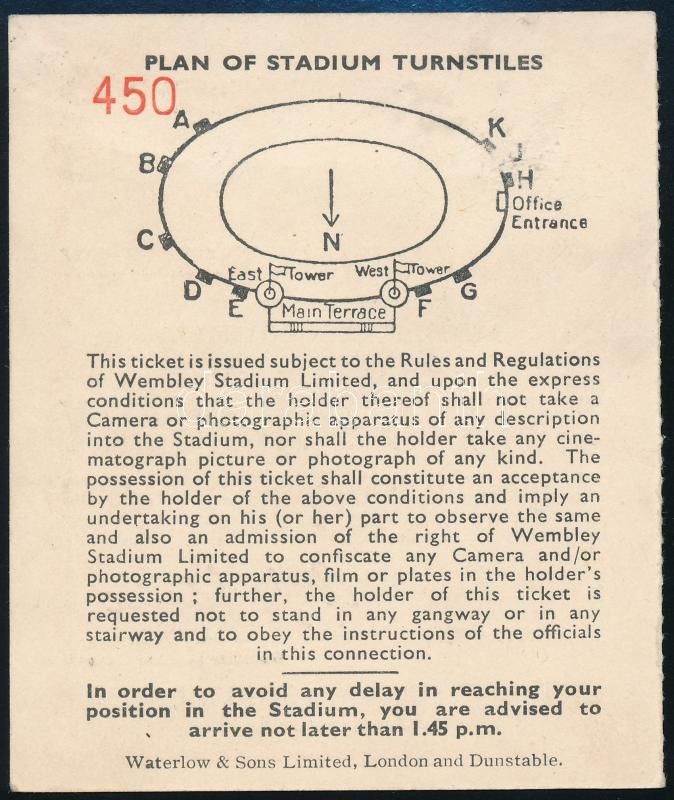 PLAN OF STADIUM TURNSTILES
450
A
K
B
J
H
Office
Entrance
C
N
East Tower
West Tower
D
E
F
G
Main Terrace
This ticket is issued subject to the Rules and Regulations
of Wembley Stadium Limited, and upon the express
conditions that the holder thereof shall not take a
Camera or photographic apparatus of any description
into the Stadium, nor shall the holder take any cine-
matograph picture or photograph of any kind. The
possession of this ticket shall constitute an acceptance
by the holder of the above conditions and imply an
undertaking on his (or her) part to observe the same
and also an admission of the right of Wembley
Stadium Limited to confiscate any Camera and/or
photographic apparatus, film or plates in the holder's
possession ; further, the holder of this ticket is
requested not to stand in any gangway or in any
stairway and to obey the instructions of the officials
in this connection.
In order to avoid any delay in reaching your
position in the Stadium, you are advised to
arrive not later than 1.45 p.m.
Waterlow & Sons Limited, London and Dunstable.